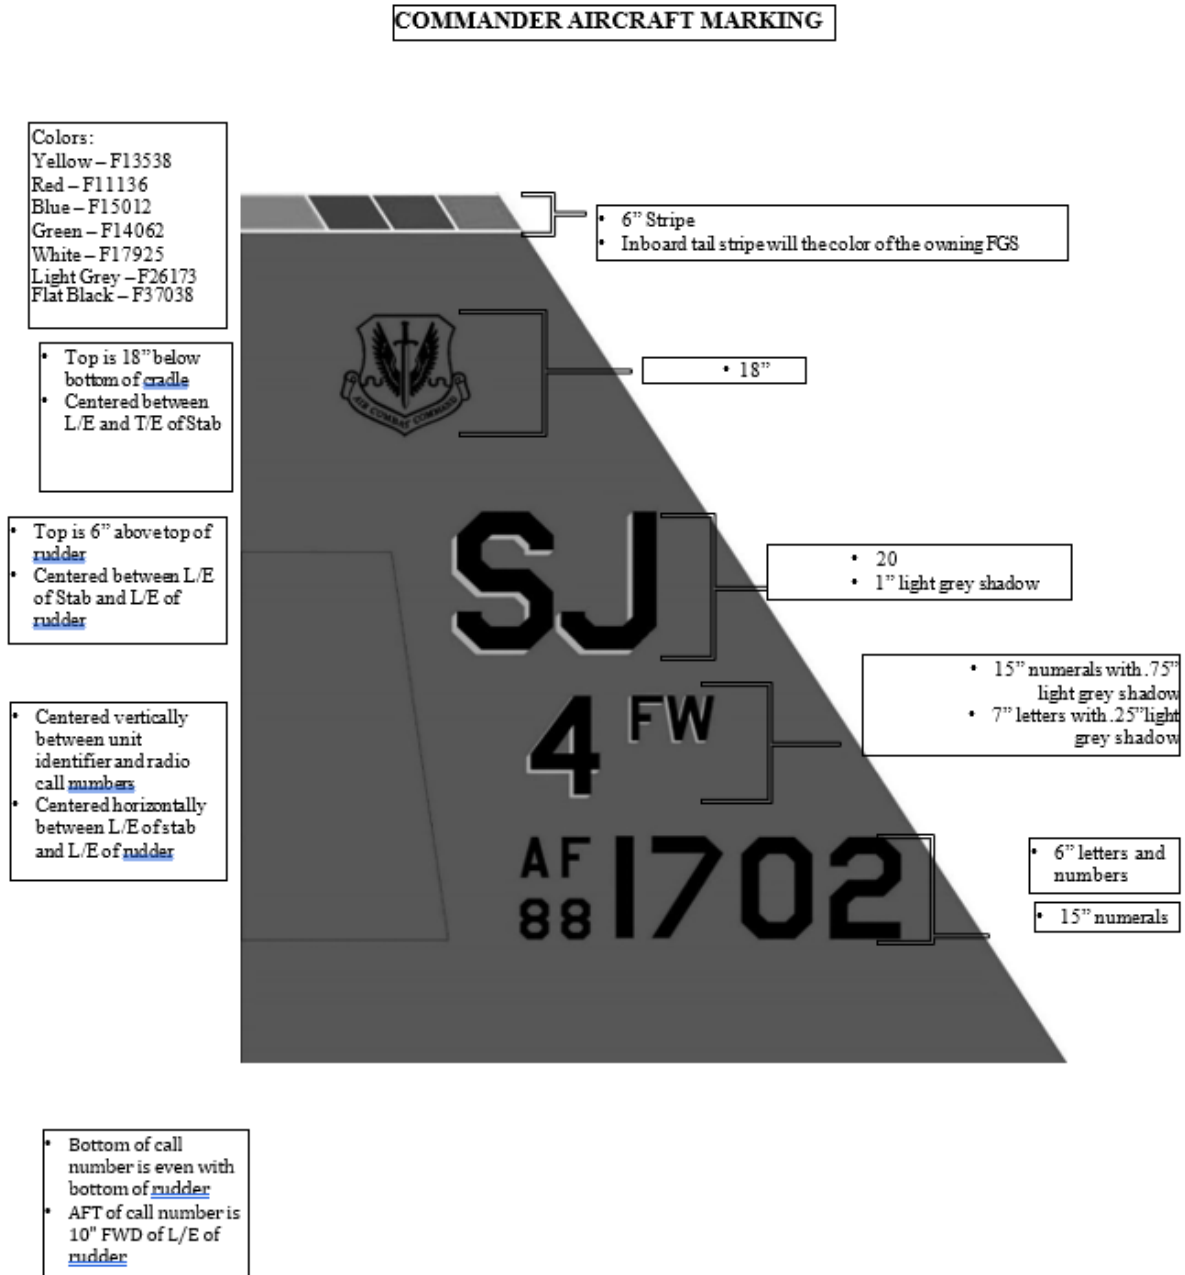 COMMANDER AIRCRAFT MARKING
Colors:
Yellow – F13538
Red – F11136
Blue – F15012
Green – F14062
White – F17925
Light Grey – F26173
Flat Black – F37038
• 6” Stripe
• Inboard tail stripe will the color of the owning FGS
• Top is 18” below
bottom of cradle
• Centered between
L/E and T/E of Stab
AIR COMBAT COMMAND
• 18”
• Top is 6” above top of
rudder
• Centered between L/E
of Stab and L/E of
rudder
SJ
• 20
• 1” light grey shadow
• 15” numerals with .75”
light grey shadow
• 7” letters with .25” light
grey shadow
• Centered vertically
between unit
identifier and radio
call numbers
• Centered horizontally
between L/E of stab
and L/E of rudder
4 FW
AF
88
1702
• 6” letters and
numbers
• 15” numerals
• Bottom of call
number is even with
bottom of rudder
• AFT of call number is
10" FWD of L/E of
rudder